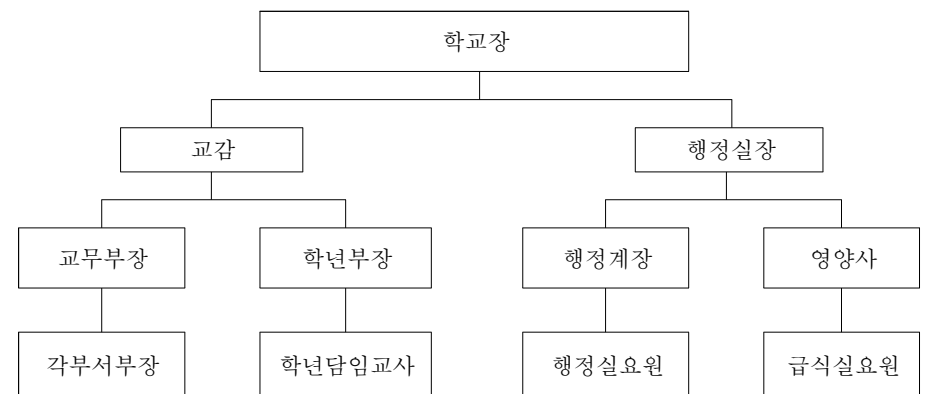 학교장
교감
행정실장
교무부장
학년부장
행정계장
영양사
각부서부장
학년담임교사
행정실요원
급식실요원